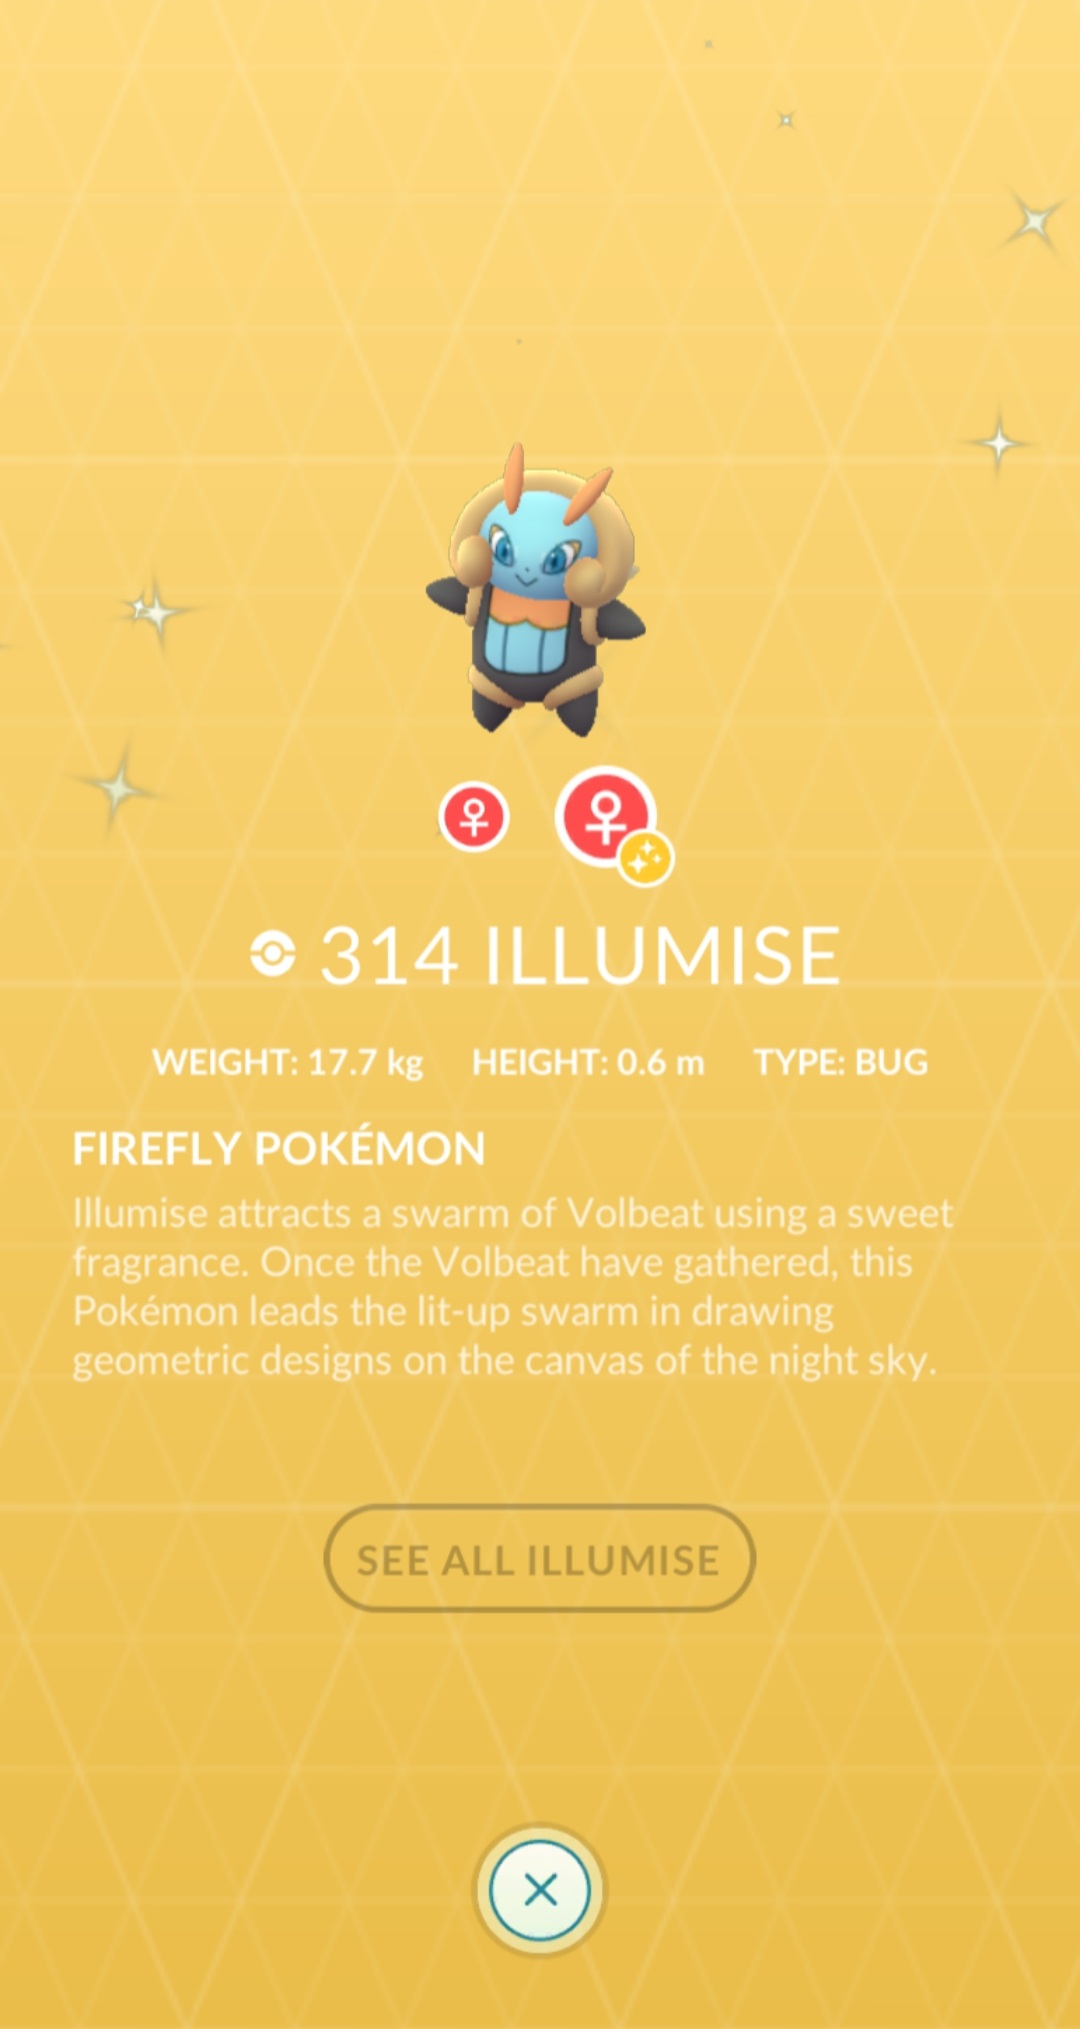 314 ILLUMISE
WEIGHT: 17.7 kg HEIGHT: 0.6 m TYPE: BUG
FIREFLY POKÉMON
Illumise attracts a swarm of Volbeat using a sweet
fragrance. Once the Volbeat have gathered, this
Pokémon leads the lit-up swarm in drawing
geometric designs on the canvas of the night sky.
SEE ALL ILLUMISE